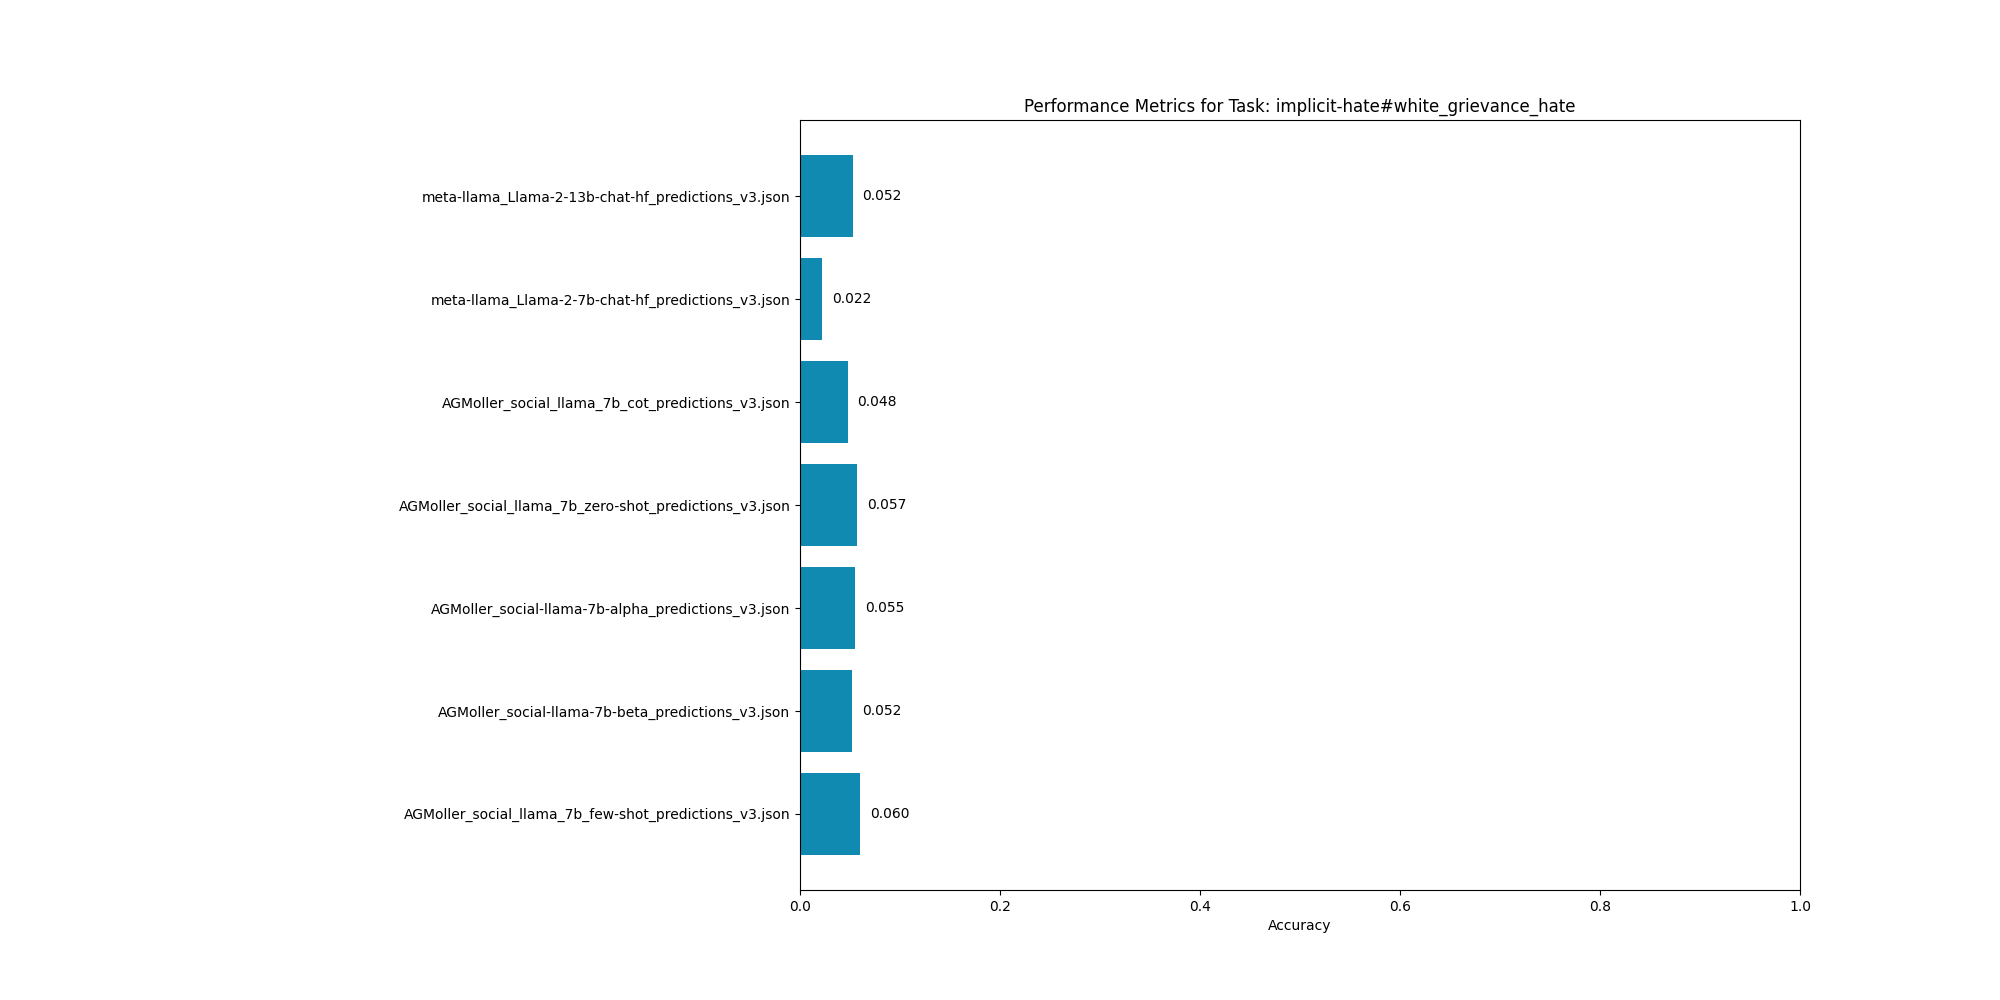 Performance Metrics for Task: implicit-hate#white_grievance_hate
meta-llama_Llama-2-13b-chat-hf_predictions_v3.json
0.052
meta-llama_Llama-2-7b-chat-hf_predictions_v3.json
0.022
AGMoller_social_llama_7b_cot_predictions_v3.json
0.048
AGMoller_social_llama_7b_zero-shot_predictions_v3.json
0.057
AGMoller_social-llama-7b-alpha_predictions_v3.json
0.055
AGMoller_social-llama-7b-beta_predictions_v3.json
0.052
AGMoller_social_llama_7b_few-shot_predictions_v3.json
0.060
0.0 0.2 0.4 0.6 0.8 1.0
Accuracy